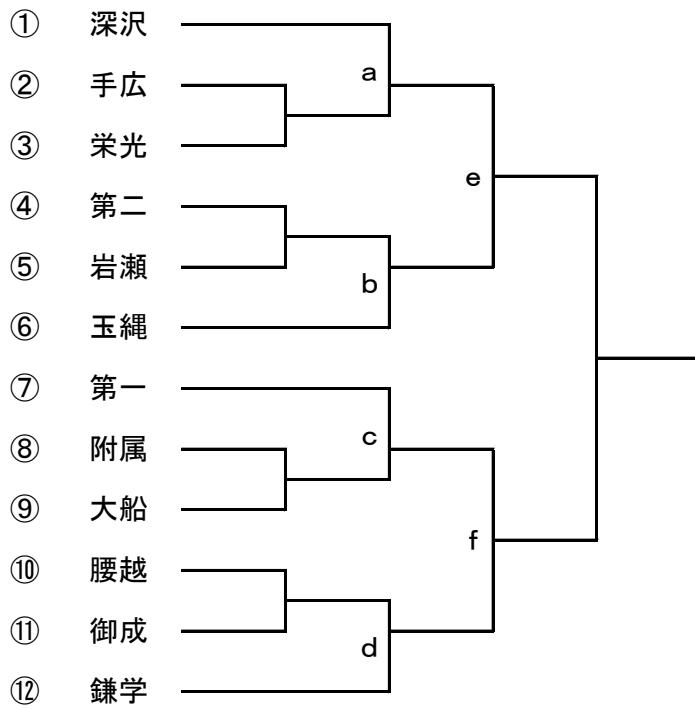 ① 深沢
a
② 手広
③ 栄光
e
④ 第二
⑤ 岩瀬
b
⑥ 玉縄
⑦ 第一
c
⑧ 附属
⑨ 大船
f
⑩ 腰越
⑪ 御成
d
⑫ 鎌学